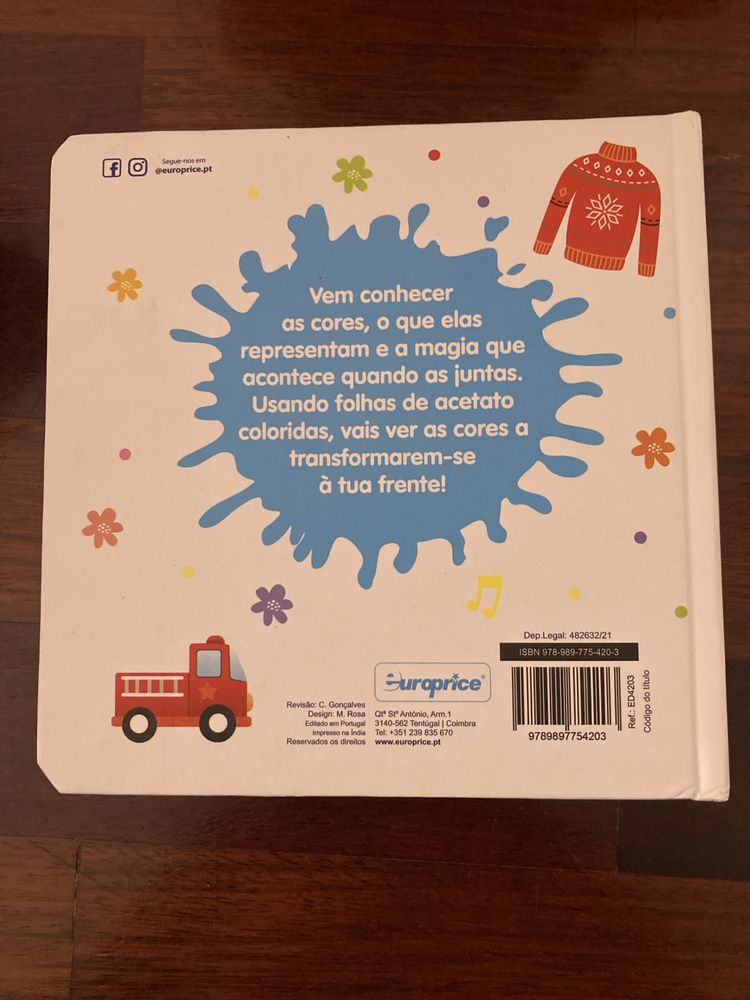 Segue-nos em
@europrice.pt
Vem conhecer
as cores, o que elas
representam e a magia que
acontece quando as juntas.
Usando folhas de acetato
coloridas, vais ver as cores a
transformarem-se
à tua frente!
Revisão: C. Gonçalves
Design: M. Rosa
Editado em Portugal
Impresso na Índia
Reservados os direitos
europrice®
Qtª Stº António, Arm.1
3140-562 Tentúgal | Coimbra
Tel: +351 239 835 670
www.europrice.pt
Dep.Legal: 482632/21
ISBN 978-989-775-420-3
9789897754203
Ref.: ED4203
Código do título